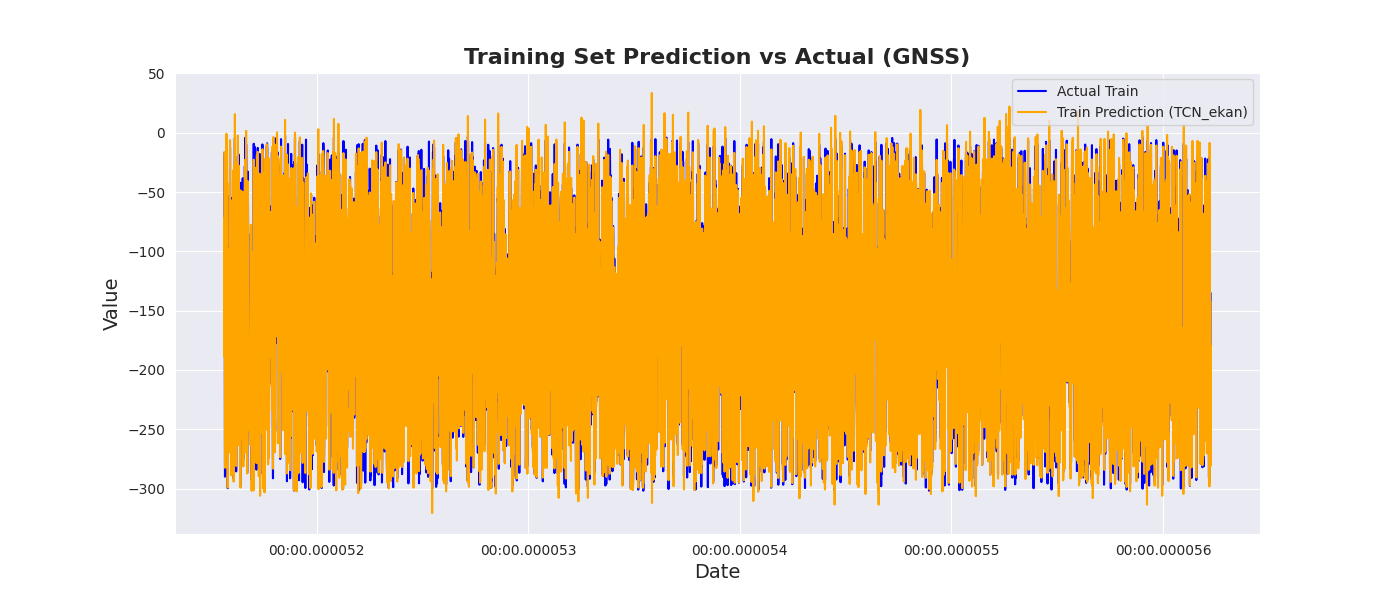 Training Set Prediction vs Actual (GNSS)
Actual Train
Train Prediction (TCN_ekan)
Value
50
0
−50
−100
−150
−200
−250
−300
00:00.000052 00:00.000053 00:00.000054 00:00.000055 00:00.000056
Date